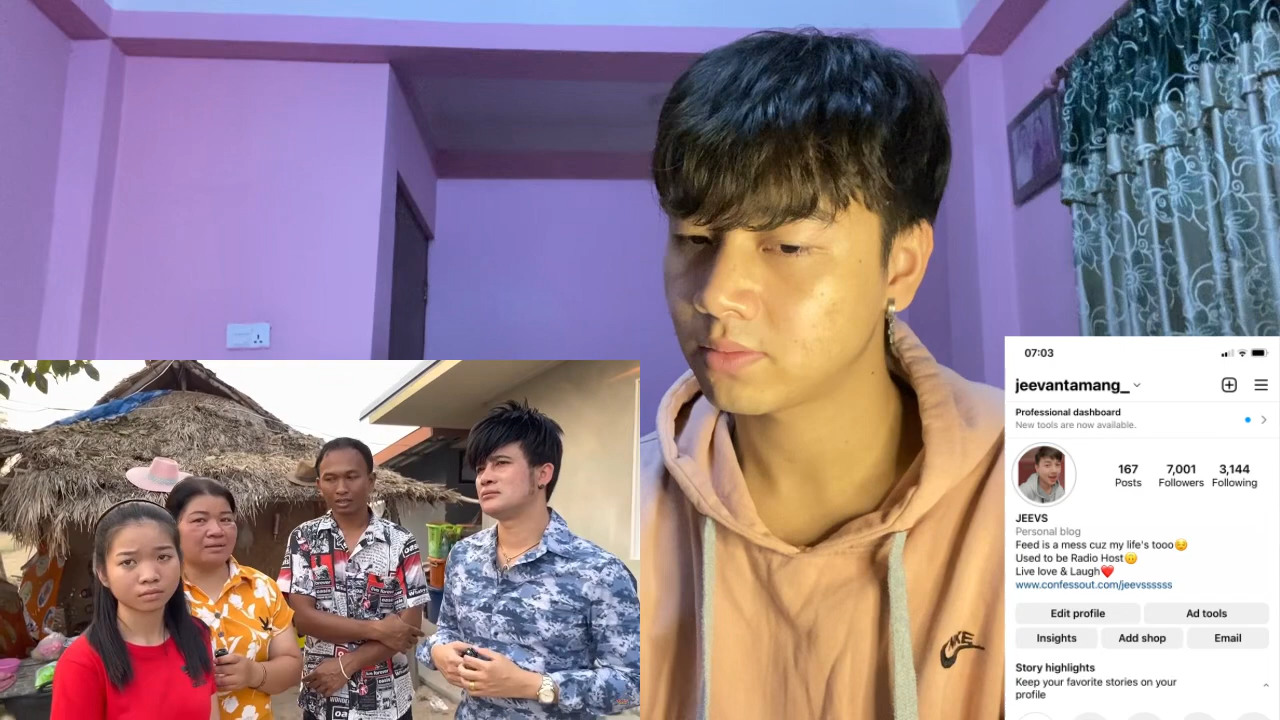 07:03
jeevantamang_
Professional dashboard
New tools are now available.
167
Posts
7,001
Followers
3,144
Following
JEEVS
Personal blog
Feed is a mess cuz my life's tooo😏
Used to be Radio Host🙃
Live love & Laugh❤️
www.confessout.com/jeevssssss
Edit profile
Ad tools
Insights
Add shop
Email
Story highlights
Keep your favorite stories on your
profile
NIKE